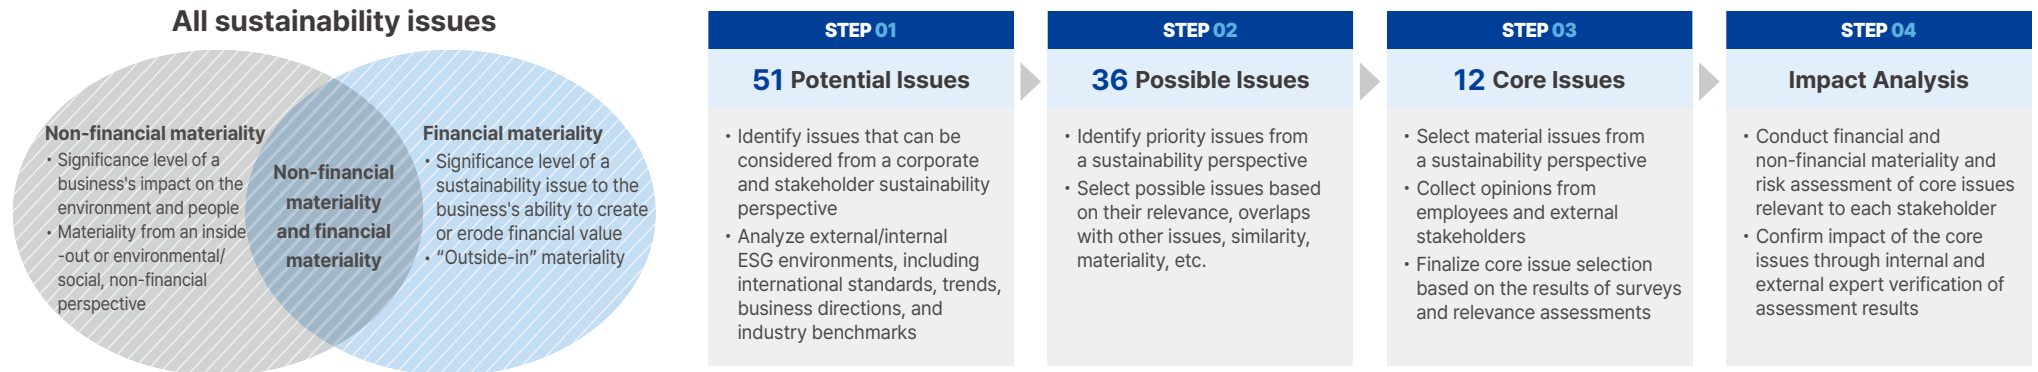 All sustainability issues
Non-financial materiality
• Significance level of a
business's impact on the
environment and people
• Materiality from an inside
-out or environmental/
social, non-financial
perspective
Non-financial
materiality
and financial
materiality
Financial materiality
• Significance level of a
sustainability issue to the
business's ability to create
or erode financial value
• “Outside-in” materiality
STEP 01
51 Potential Issues
• Identify issues that can be
considered from a corporate
and stakeholder sustainability
perspective
• Analyze external/internal
ESG environments, including
international standards, trends,
business directions, and
industry benchmarks
STEP 02
36 Possible Issues
• Identify priority issues from
a sustainability perspective
• Select possible issues based
on their relevance, overlaps
with other issues, similarity,
materiality, etc.
STEP 03
12 Core Issues
• Select material issues from
a sustainability perspective
• Collect opinions from
employees and external
stakeholders
• Finalize core issue selection
based on the results of surveys
and relevance assessments
STEP 04
Impact Analysis
• Conduct financial and
non-financial materiality and
risk assessment of core issues
relevant to each stakeholder
• Confirm impact of the core
issues through internal and
external expert verification of
assessment results